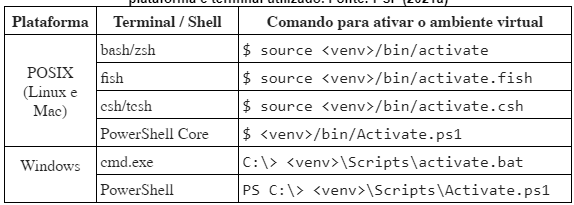 plataforma e terminal utilizado. Fonte: PSF (2021a)
Plataforma Terminal / Shell Comando para ativar o ambiente virtual
POSIX (Linux e Mac)
bash/zsh $ source <venv>/bin/activate
fish $ source <venv>/bin/activate.fish
csh/tcsh $ source <venv>/bin/activate.csh
PowerShell Core $ <venv>/bin/Activate.ps1
Windows
cmd.exe C:\> <venv>\Scripts\activate.bat
PowerShell PS C:\> <venv>\Scripts\Activate.ps1